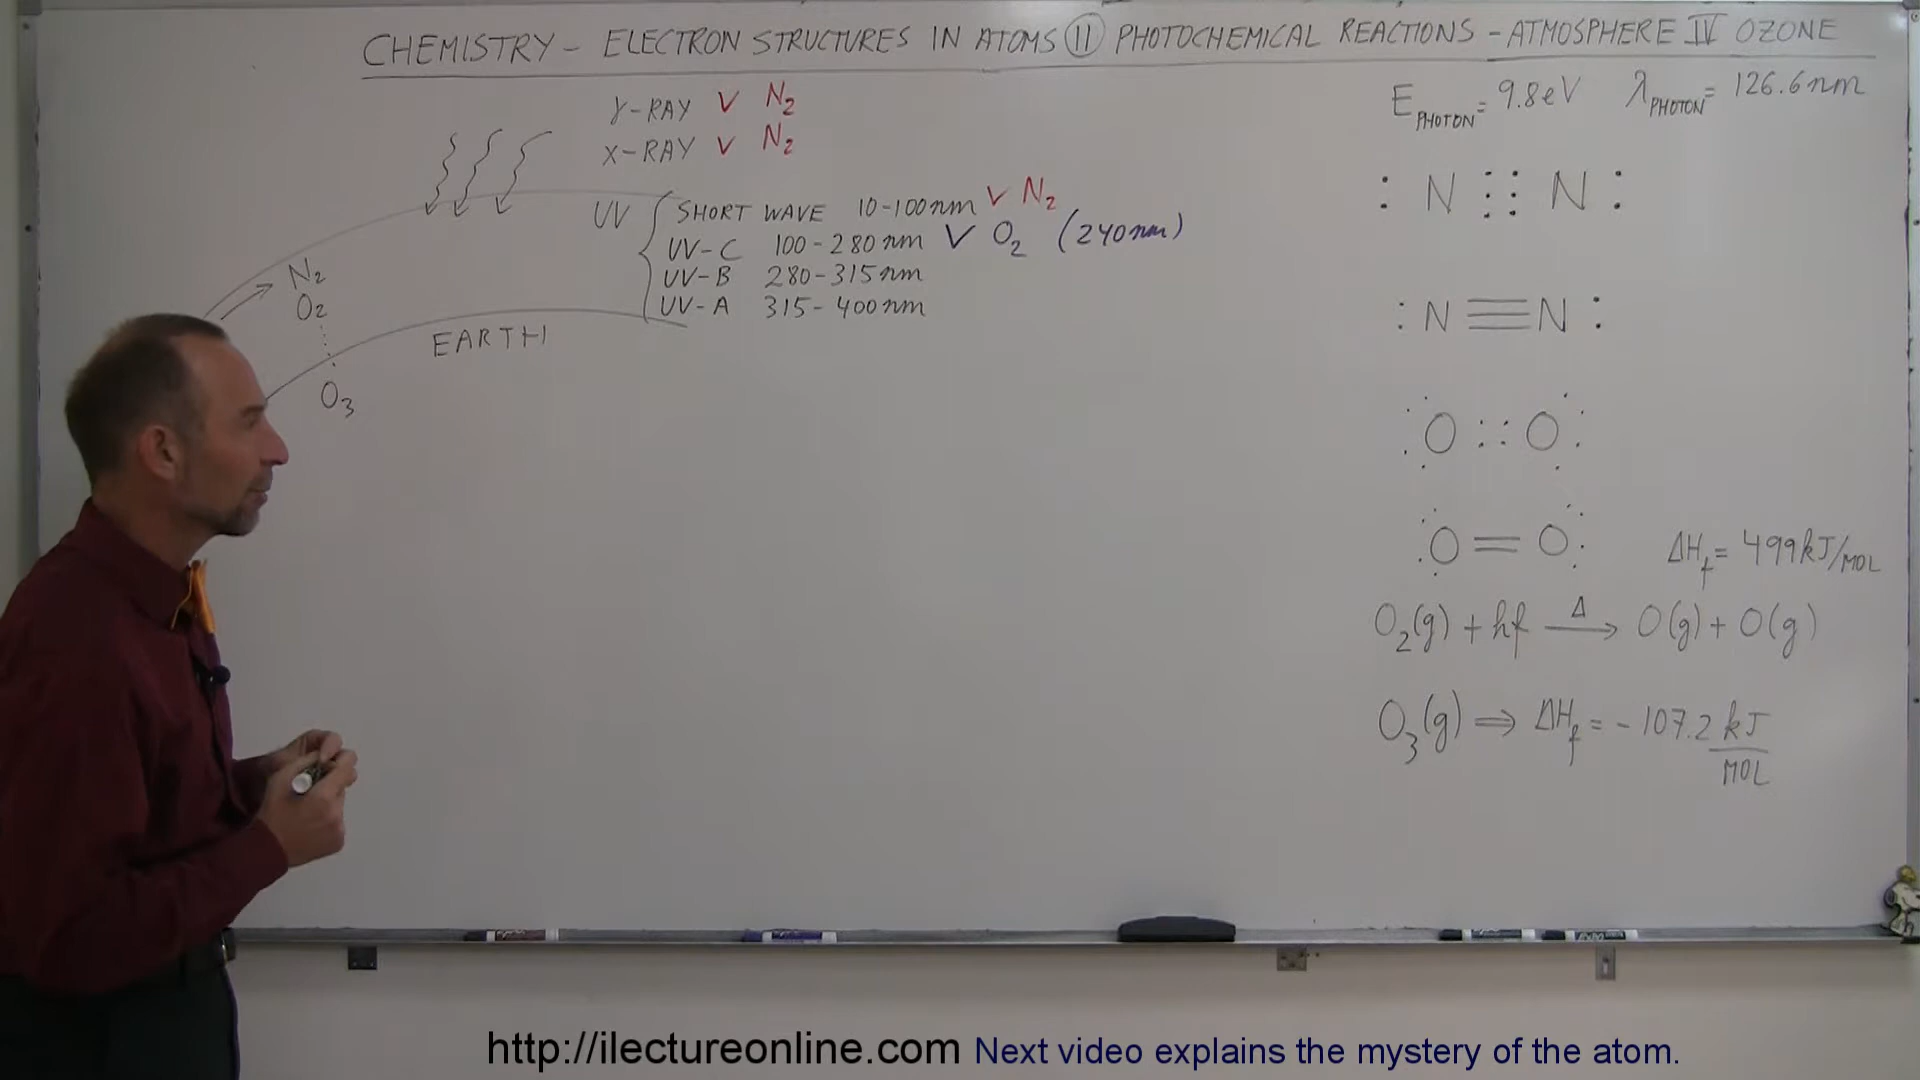 CHEMISTRY - ELECTRON STRUCTURES IN ATOMS 11 PHOTOCHEMICAL REACTIONS - ATMOSPHERE IV OZONE
γ-RAY V N2
X-RAY V N2
UV
SHORT WAVE 10-100nm V N2
UV-C 100-280nm V O2 (240nm)
UV-B 280-315nm
UV-A 315-400nm
N2
O2
O3
EARTH
E PHOTON = 9.8eV λ PHOTON = 126.6nm
: N ⋮⋮ N :
: N ≡ N :
O :: O
O = O
ΔHf = 499kJ/MOL
O2(g) + hf Δ→ O(g) + O(g)
O3(g) ⇒ ΔHf = -107.2 kJ/MOL
http://ilectureonline.com Next video explains the mystery of the atom.